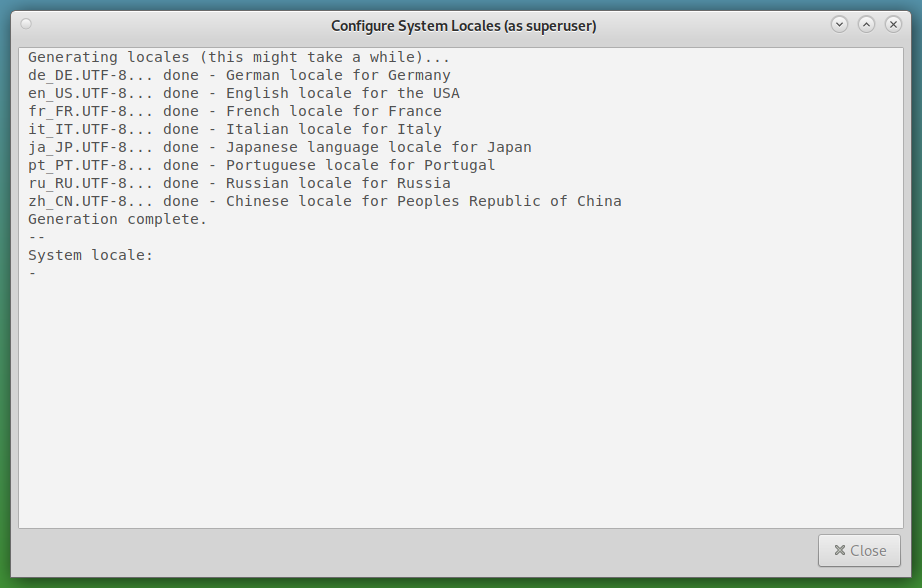 Configure System Locales (as superuser)
Generating locales (this might take a while)...
de_DE.UTF-8... done - German locale for Germany
en_US.UTF-8... done - English locale for the USA
fr_FR.UTF-8... done - French locale for France
it_IT.UTF-8... done - Italian locale for Italy
ja_JP.UTF-8... done - Japanese language locale for Japan
pt_PT.UTF-8... done - Portuguese locale for Portugal
ru_RU.UTF-8... done - Russian locale for Russia
zh_CN.UTF-8... done - Chinese locale for Peoples Republic of China
Generation complete.
--
System locale:
-
Close